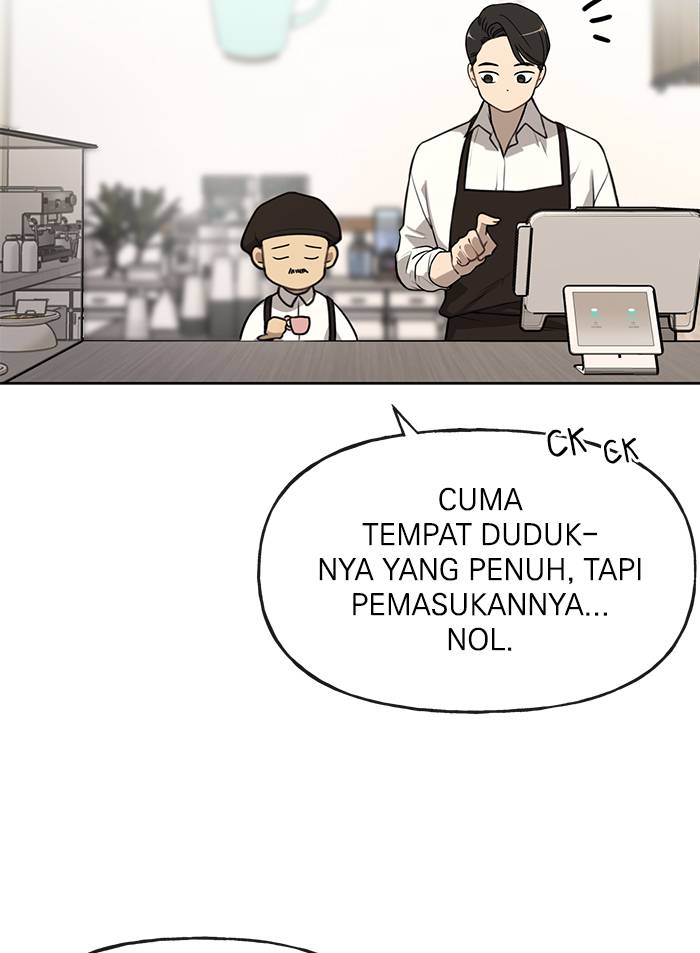 CK-CK
CUMA
TEMPAT DUDUK-
NYA YANG PENUH, TAPI
PEMASUKANNYA...
NOL.